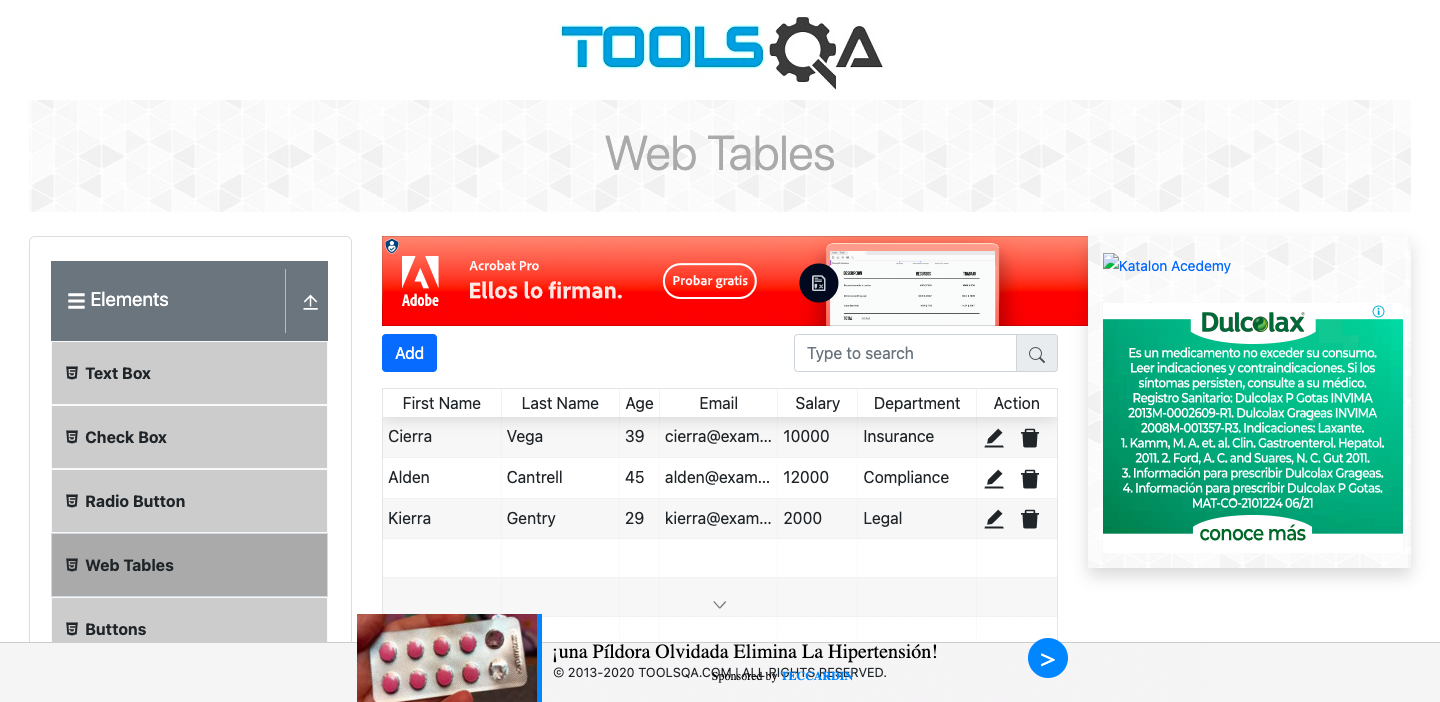 TOOLSQA
Web Tables
Elements
Text Box
Check Box
Radio Button
Web Tables
Buttons
Adobe
Acrobat Pro
Ellos lo firman.
Probar gratis
Add
Type to search
First Name Last Name Age Email Salary Department Action
Cierra Vega 39 cierra@exam... 10000 Insurance
Alden Cantrell 45 alden@exam... 12000 Compliance
Kierra Gentry 29 kierra@exam... 2000 Legal
Katalon Acedemy
Dulcolax
Es un medicamento no exceder su consumo.
Leer indicaciones y contraindicaciones. Si los
síntomas persisten, consulte a su médico.
Registro Sanitario: Dulcolax P Gotas INVIMA
2013M-0002609-R1. Dulcolax Grageas INVIMA
2008M-001357-R3. Indicaciones: Laxante.
1. Kamm, M. A. et. al. Clin. Gastroenterol. Hepatol.
2011. 2. Ford, A. C. and Suares, N. C. Gut 2011.
3. Información para prescribir Dulcolax Grageas.
4. Información para prescribir Dulcolax P Gotas.
MAT-CO-2101224 06/21
conoce más
¡una Píldora Olvidada Elimina La Hipertensión!
© 2013-2020 TOOLSQA.COM | ALL RIGHTS RESERVED.
Sponsored by TECCARDIN